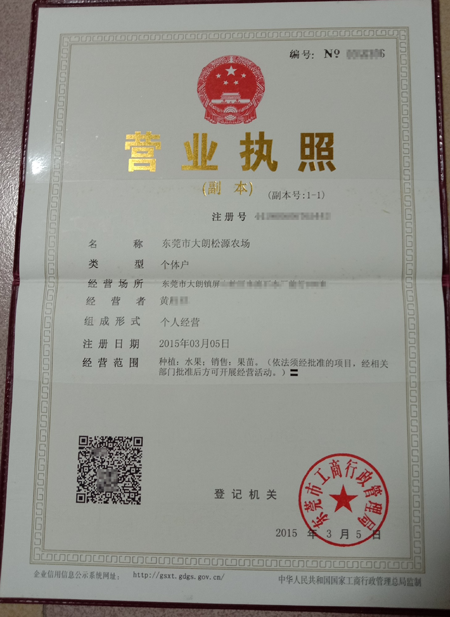 编号: №
营业执照
(副 本)
(副本号:1-1)
注册号
名 称 东莞市大朗松源农场
类 型 个体户
经营场所 东莞市大朗镇屏
经营者 黄
组成形式 个人经营
注册日期 2015年03月05日
经营范围 种植:水果;销售:果苗。(依法须经批准的项目,经相关
部门批准后方可开展经营活动。)
登记机关
东莞市工商行政管理局
2015 年 3 月 5 日
企业信用信息公示系统网址: http://gsxt.gdgs.gov.cn/
中华人民共和国国家工商行政管理总局监制